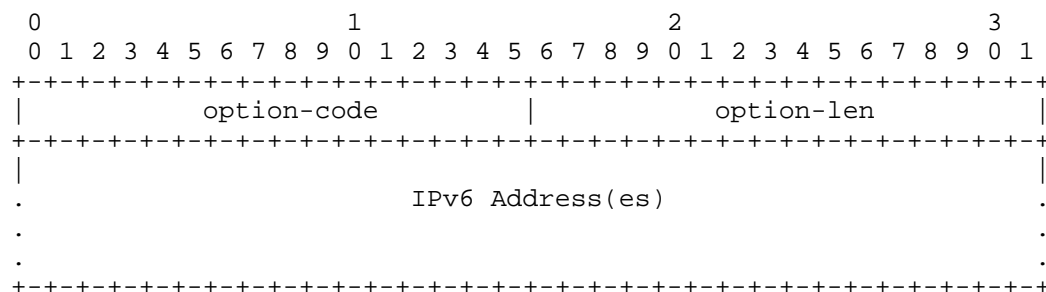 0                   1                   2                   3
 0 1 2 3 4 5 6 7 8 9 0 1 2 3 4 5 6 7 8 9 0 1 2 3 4 5 6 7 8 9 0 1
+-+-+-+-+-+-+-+-+-+-+-+-+-+-+-+-+-+-+-+-+-+-+-+-+-+-+-+-+-+-+-+-+
|           option-code         |           option-len          |
+-+-+-+-+-+-+-+-+-+-+-+-+-+-+-+-+-+-+-+-+-+-+-+-+-+-+-+-+-+-+-+-+
|                                                               |
.                        IPv6 Address(es)                       .
.                                                               .
.                                                               .
+-+-+-+-+-+-+-+-+-+-+-+-+-+-+-+-+-+-+-+-+-+-+-+-+-+-+-+-+-+-+-+-+